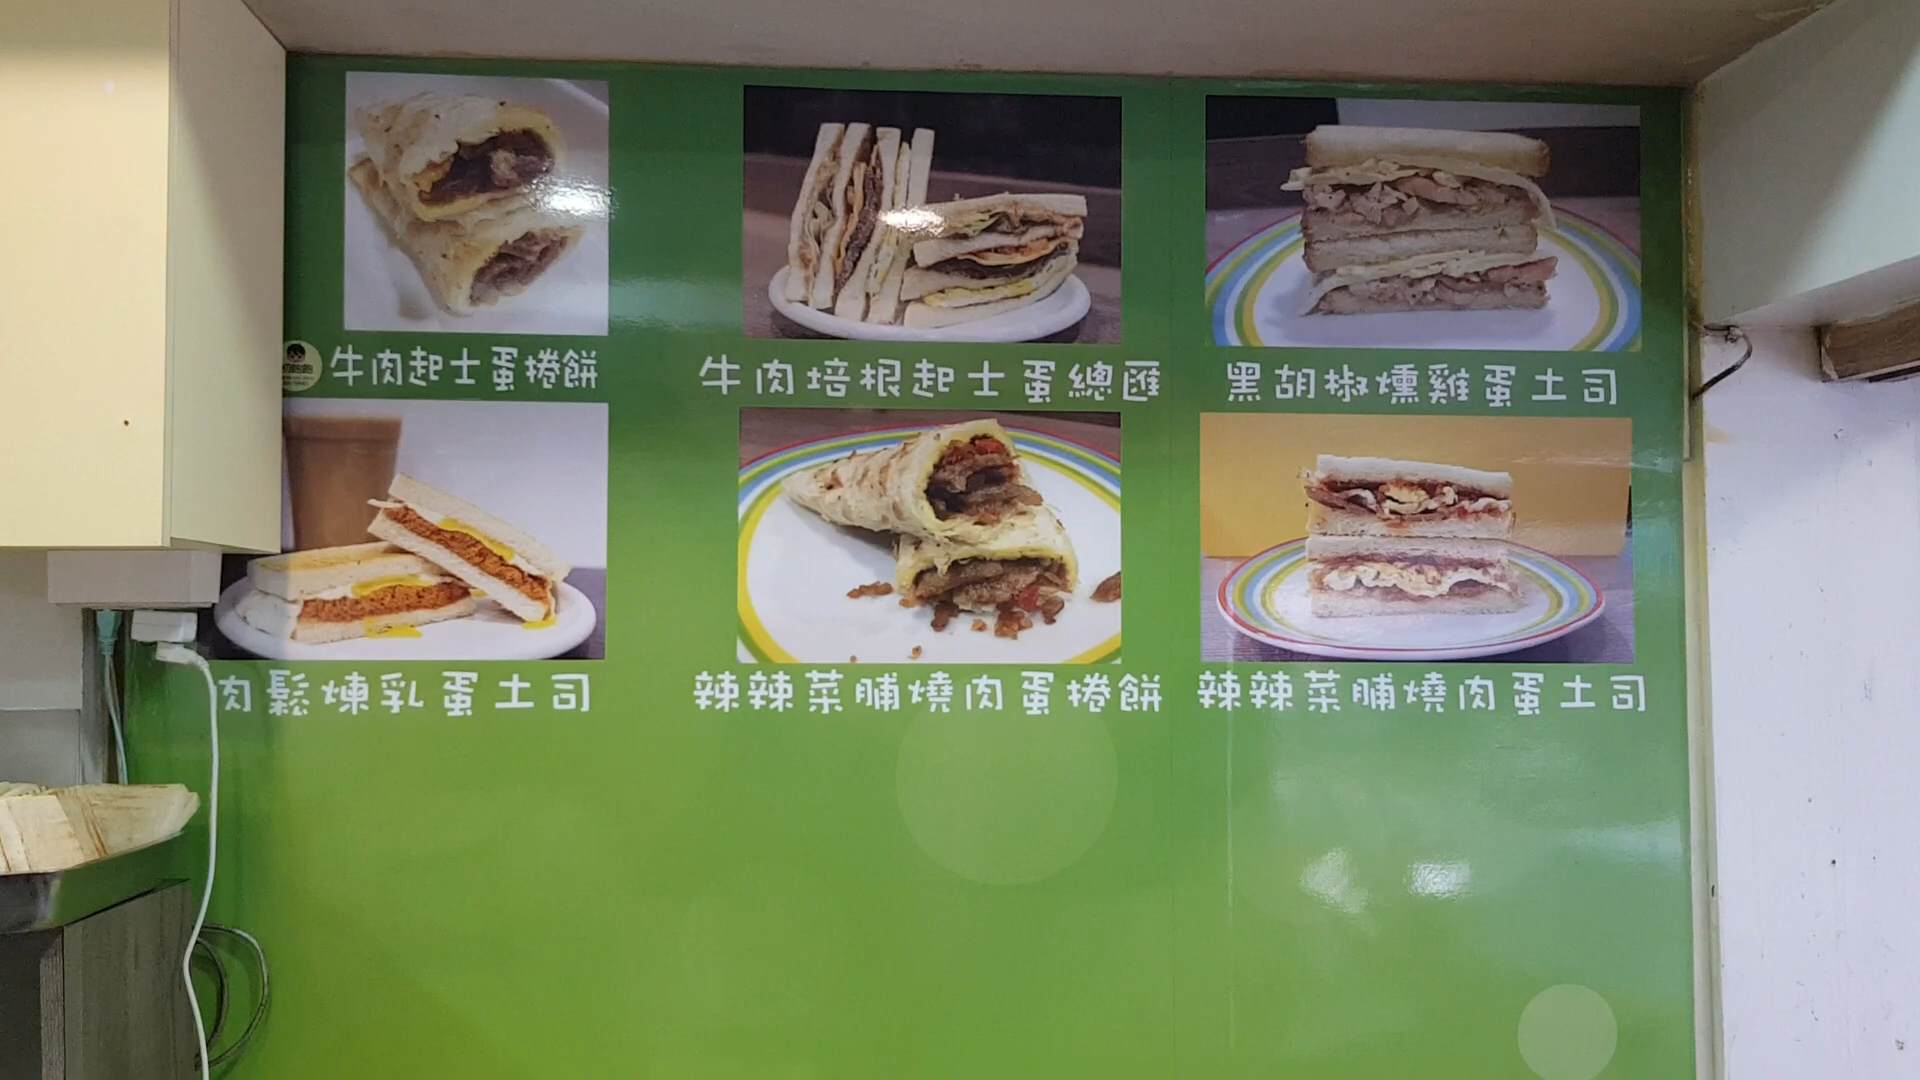 牛肉起士蛋捲餅
牛肉培根起士蛋總匯
黑胡椒燻雞蛋土司
肉鬆煉乳蛋土司
辣辣菜脯燒肉蛋捲餅
辣辣菜脯燒肉蛋土司